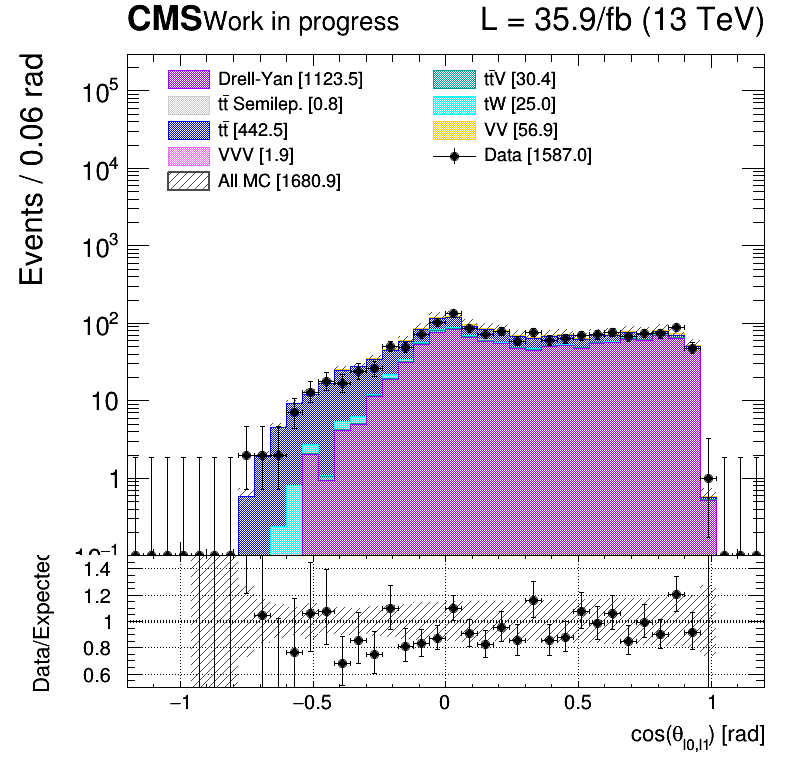 CMS Work in progress L = 35.9/fb (13 TeV)
Events / 0.06 rad
Drell-Yan [1123.5]
tt̄ Semilep. [0.8]
tt̄ [442.5]
VVV [1.9]
All MC [1680.9]
tt̄V [30.4]
tW [25.0]
VV [56.9]
Data [1587.0]
10⁵
10⁴
10³
10²
10
1
10⁻¹
Data/Expected
1.4
1.2
1
0.8
0.6
−1 −0.5 0 0.5 1
cos(θ_l0,l1) [rad]